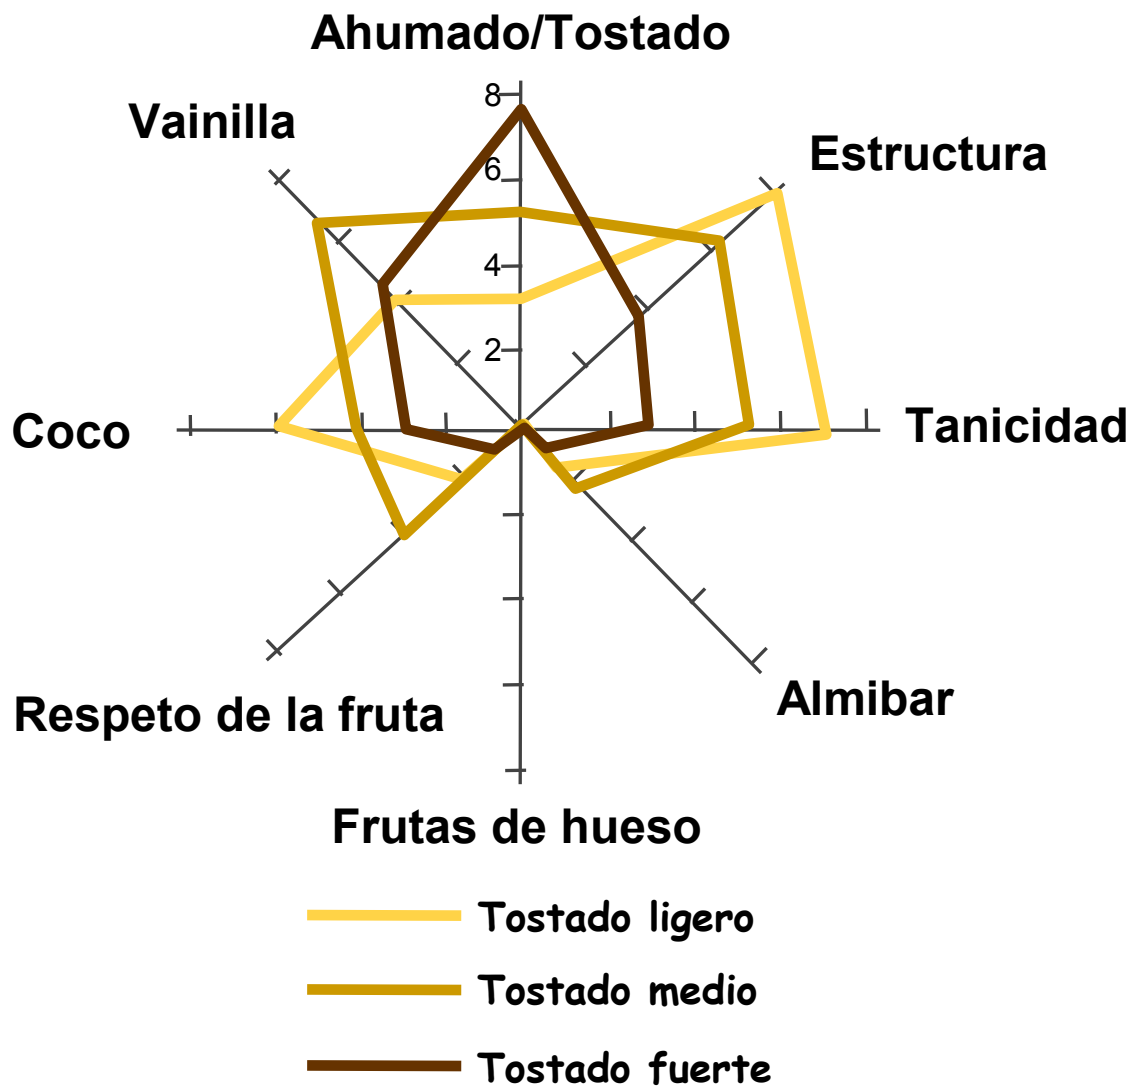 Ahumado/Tostado
Vainilla
8
Estructura
6
4
2
Coco
Tanicidad
Almibar
Respeto de la fruta
Frutas de hueso
Tostado ligero
Tostado medio
Tostado fuerte